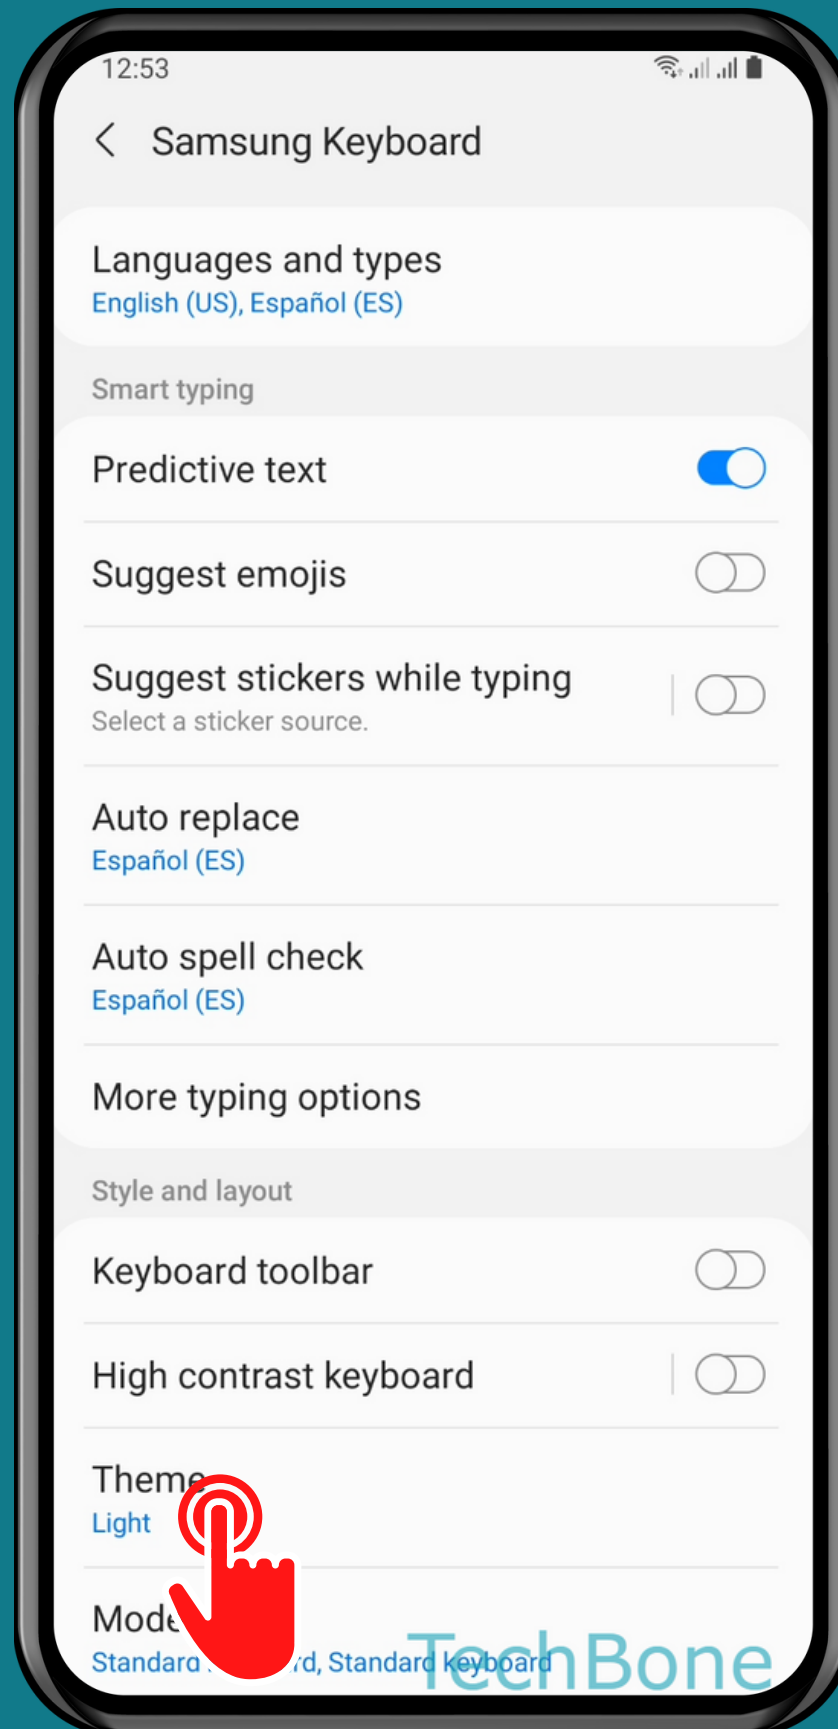 12:53
Samsung Keyboard
Languages and types
English (US), Español (ES)
Smart typing
Predictive text
Suggest emojis
Suggest stickers while typing
Select a sticker source.
Auto replace
Español (ES)
Auto spell check
Español (ES)
More typing options
Style and layout
Keyboard toolbar
High contrast keyboard
Theme
Light
Mode
Standard keyboard
TechBone